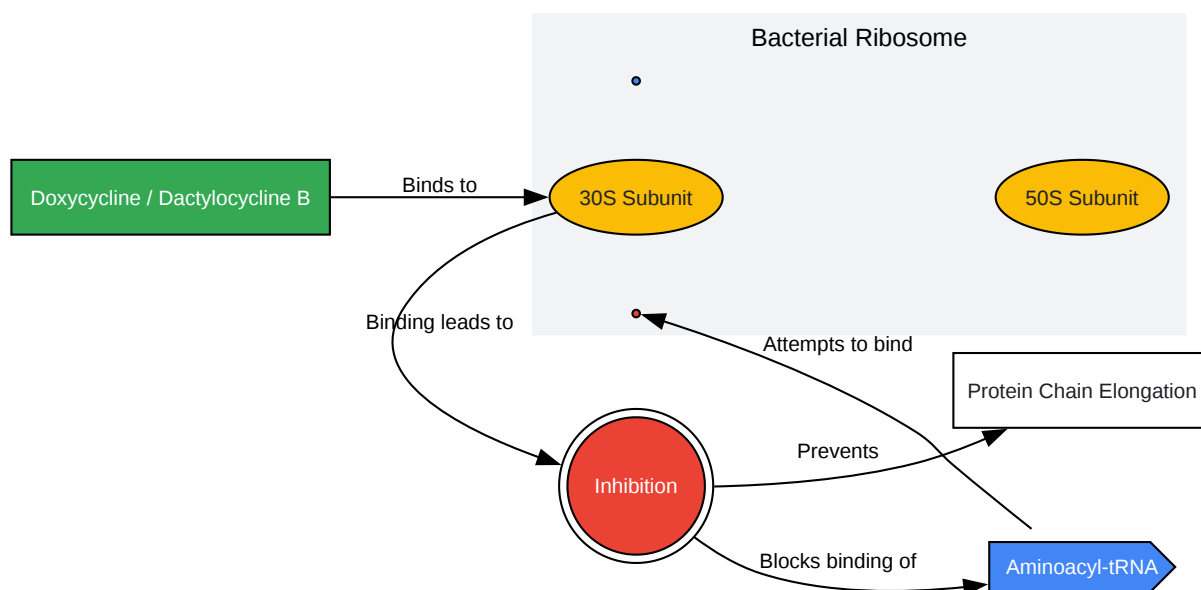 Bacterial Ribosome
Doxycycline / Dactylocycline B
Binds to
30S Subunit
50S Subunit
Binding leads to
Attempts to bind
Protein Chain Elongation
Prevents
Inhibition
Blocks binding of
Aminoacyl-tRNA